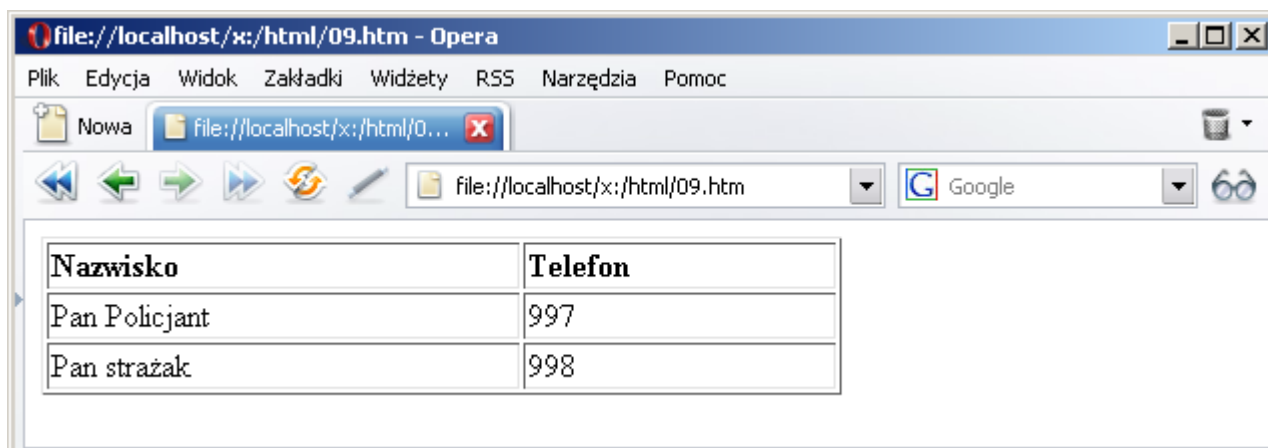 file://localhost/x:/html/09.htm - Opera
Plik Edycja Widok Zakładki Widżety RSS Narzędzia Pomoc
Nowa file://localhost/x:/html/0...
file://localhost/x:/html/09.htm G Google
Nazwisko Telefon
Pan Policjant 997
Pan strażak 998